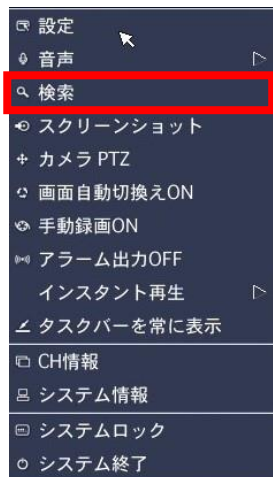 設定
音声
検索
スクリーンショット
カメラ PTZ
画面自動切換えON
手動録画ON
アラーム出力OFF
インスタント再生
タスクバーを常に表示
CH情報
システム情報
システムロック
システム終了